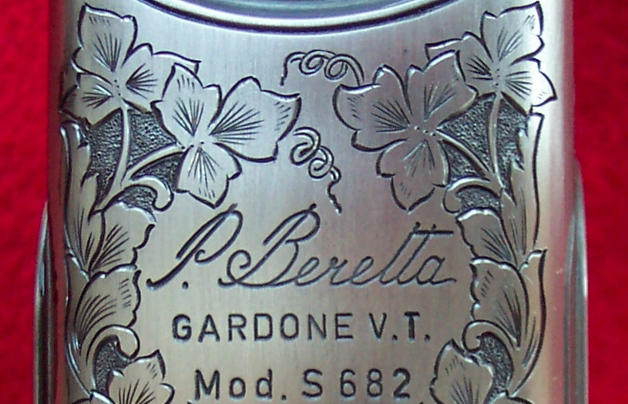 P. Beretta
GARDONE V.T.
Mod. S 682